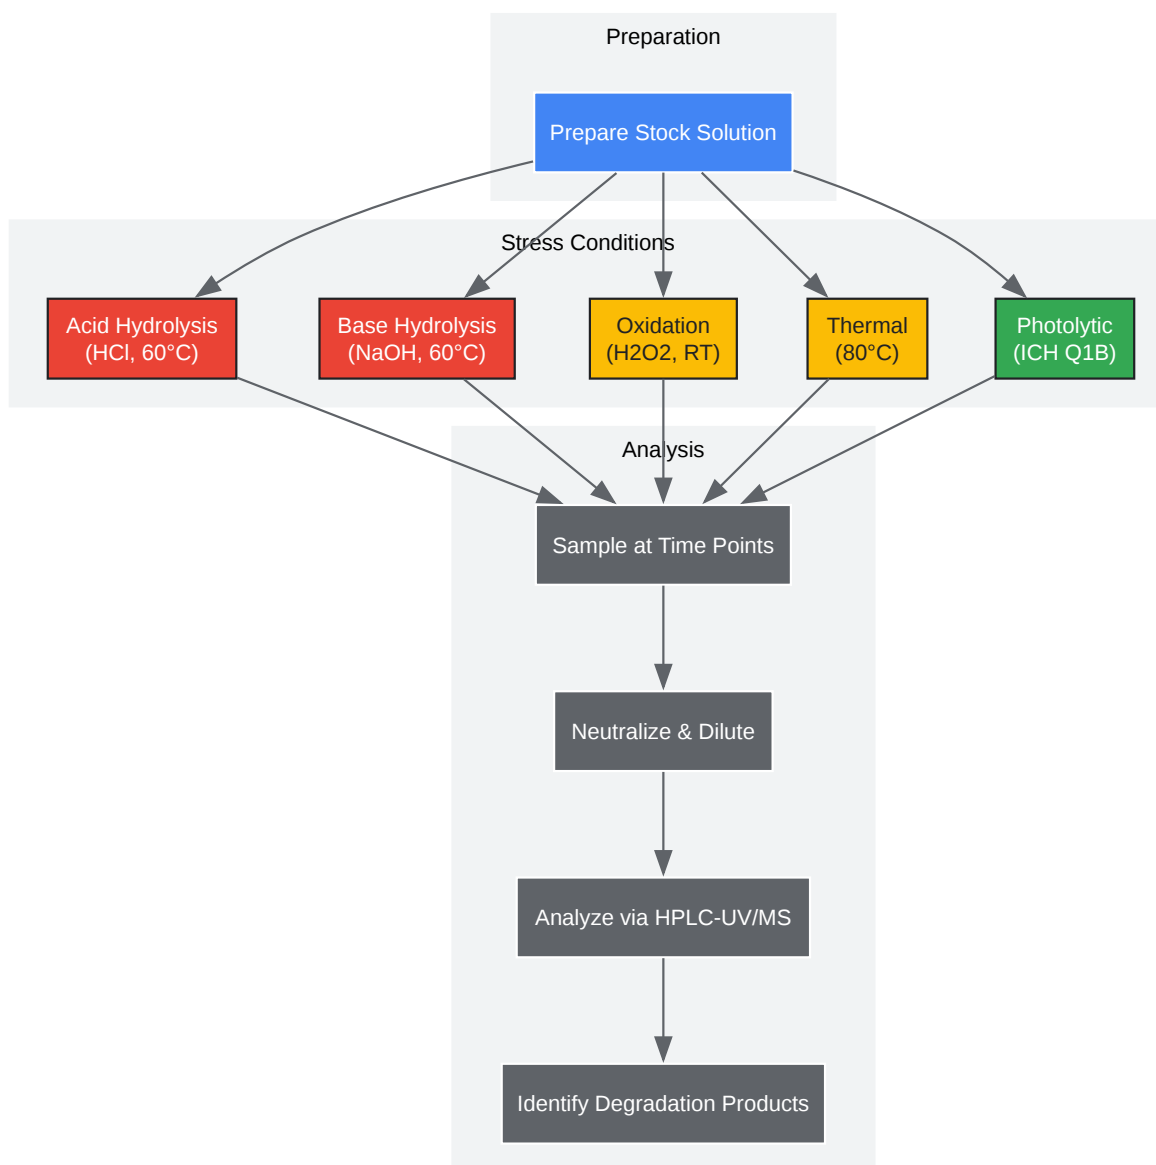 Preparation
Prepare Stock Solution
Stress Conditions
Acid Hydrolysis
(HCl, 60°C)
Base Hydrolysis
(NaOH, 60°C)
Oxidation
(H2O2, RT)
Thermal
(80°C)
Photolytic
(ICH Q1B)
Analysis
Sample at Time Points
Neutralize & Dilute
Analyze via HPLC-UV/MS
Identify Degradation Products